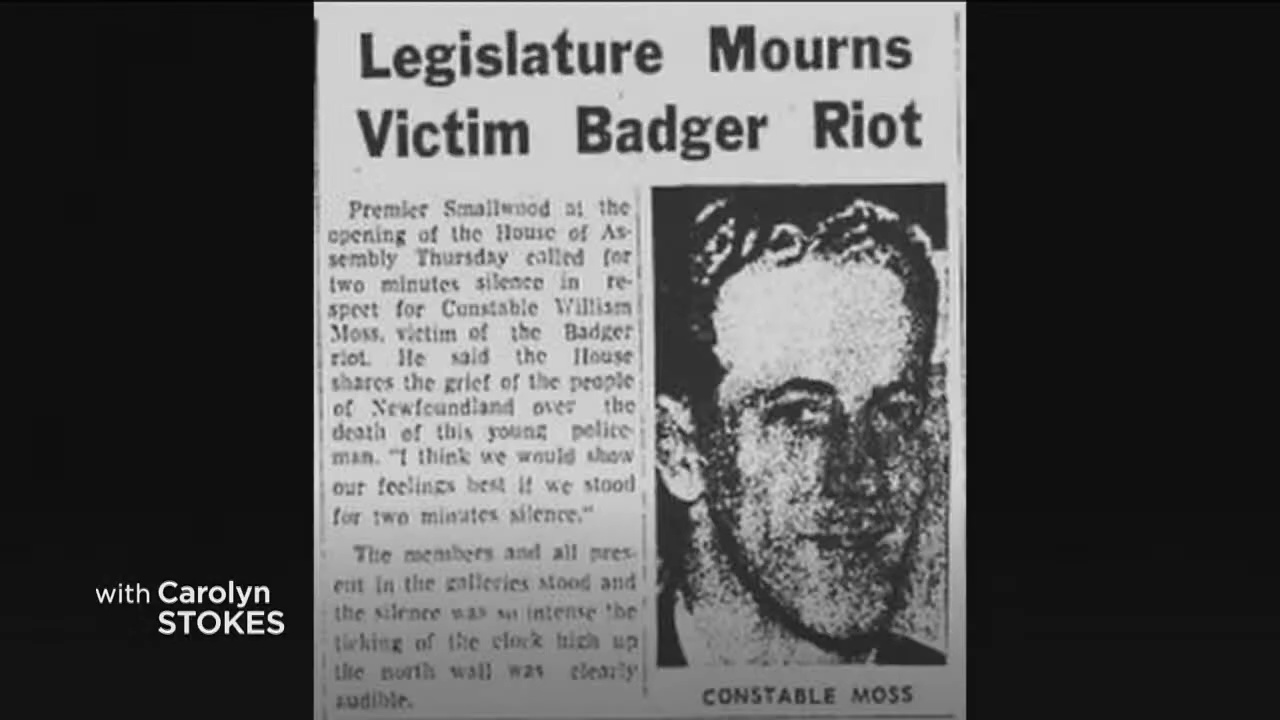 Legislature Mourns
Victim Badger Riot
Premier Smallwood at the
opening of the House of As-
sembly Thursday called for
two minutes silence in re-
spect for Constable William
Moss, victim of the Badger
riot. He said the House
shares the grief of the people
of Newfoundland over the
death of this young police-
man. "I think we would show
our feelings best if we stood
for two minutes silence."
The members and all pres-
ent in the galleries stood and
the silence was so intense the
ticking of the clock high up
the north wall was clearly
audible.
CONSTABLE MOSS
with Carolyn
STOKES